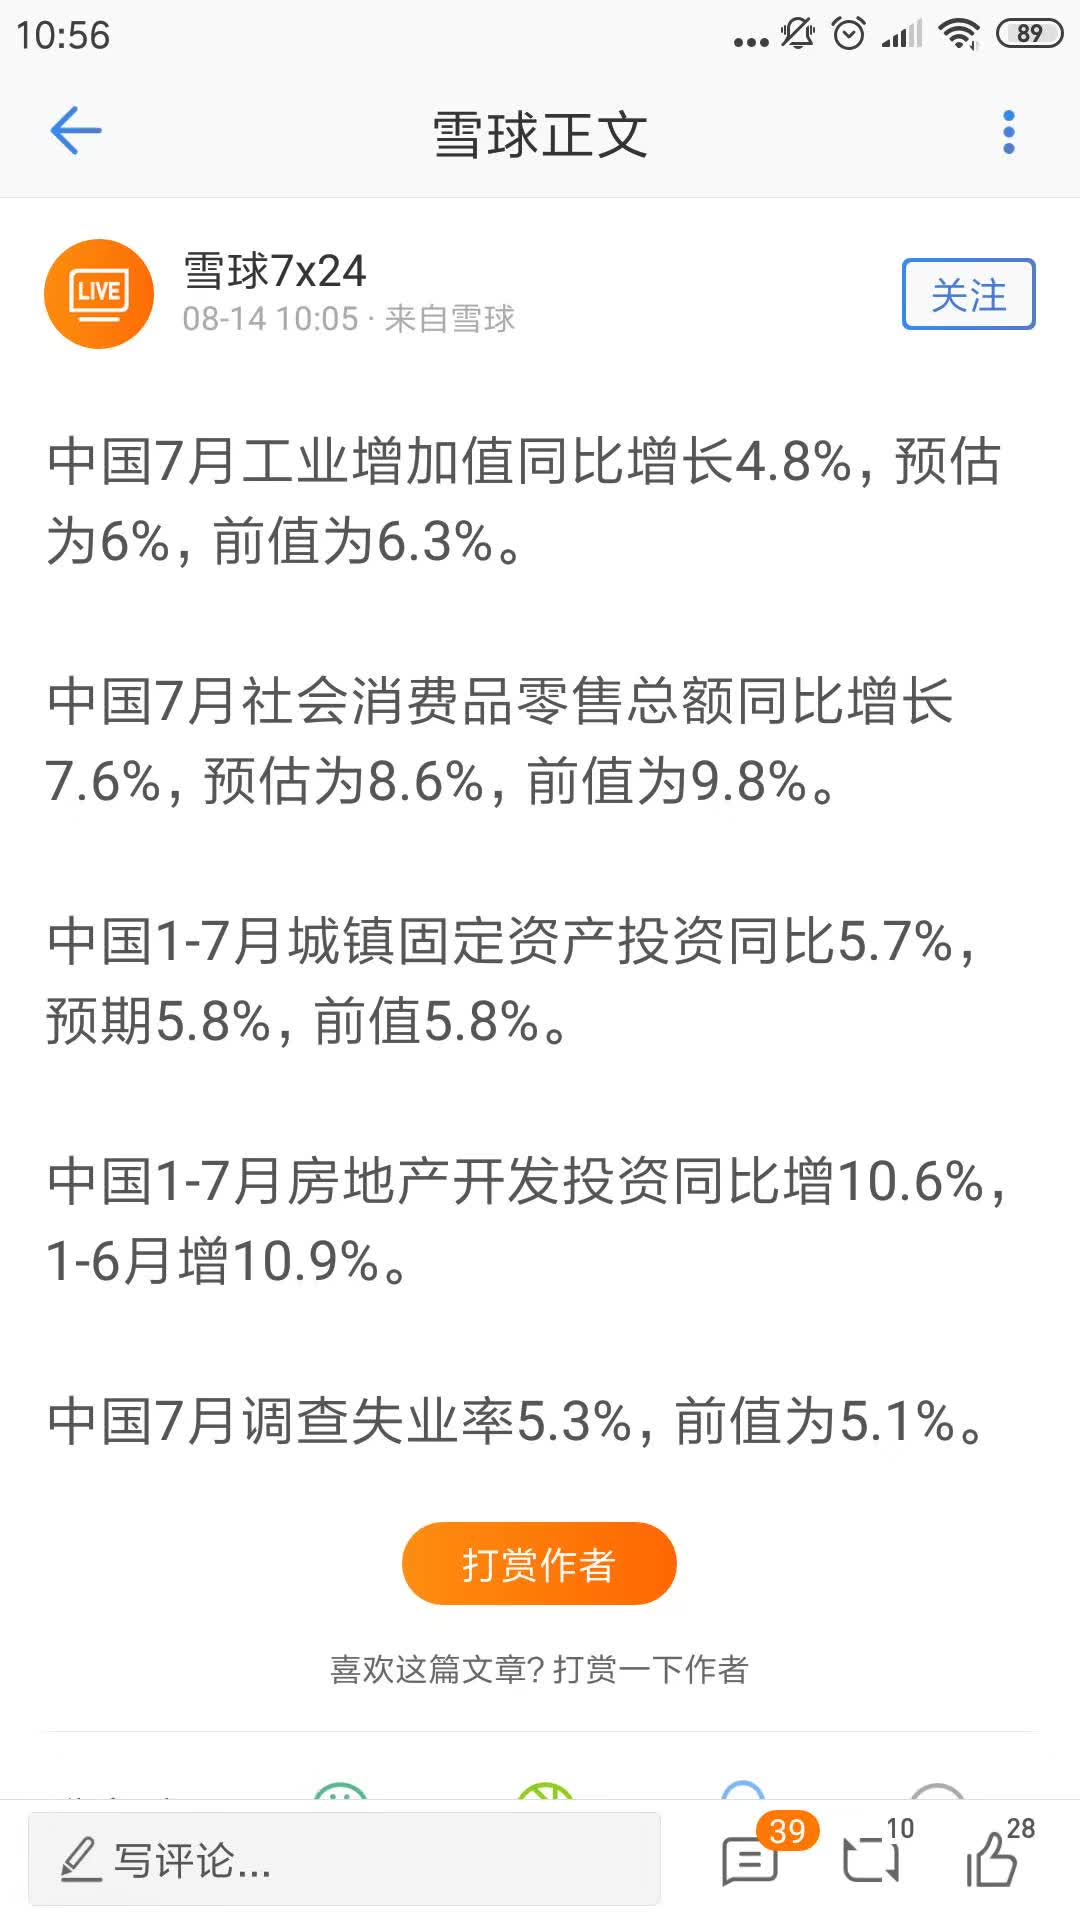 10:56
89
雪球正文
LIVE
雪球7x24
08-14 10:05 · 来自雪球
关注
中国7月工业增加值同比增长4.8%, 预估
为6%, 前值为6.3%。
中国7月社会消费品零售总额同比增长
7.6%, 预估为8.6%, 前值为9.8%。
中国1-7月城镇固定资产投资同比5.7%,
预期5.8%, 前值5.8%。
中国1-7月房地产开发投资同比增10.6%,
1-6月增10.9%。
中国7月调查失业率5.3%, 前值为5.1%。
打赏作者
喜欢这篇文章? 打赏一下作者
写评论...
39
10
28